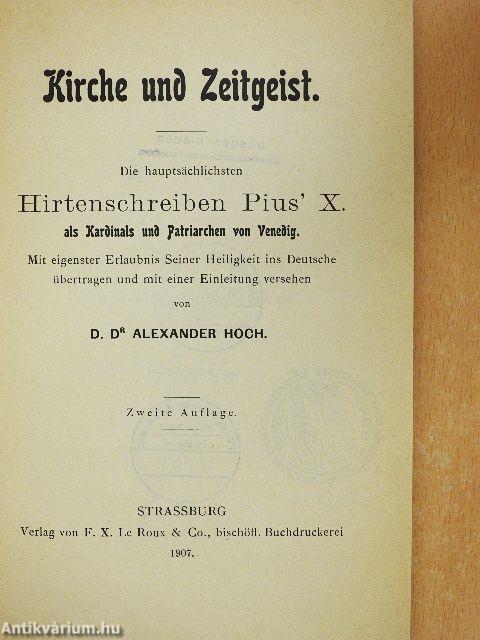 Kirche und Zeitgeist.
Die hauptsächlichsten
Hirtenschreiben Pius' X.
als Kardinals und Patriarchen von Venedig.
Mit eigenster Erlaubnis Seiner Heiligkeit ins Deutsche
übertragen und mit einer Einleitung versehen
von
D. DR ALEXANDER HOCH.
Zweite Auflage.
STRASSBURG
Verlag von F. X. Le Roux & Co., bischöfl. Buchdruckerei
1907.
Antikvárium.hu